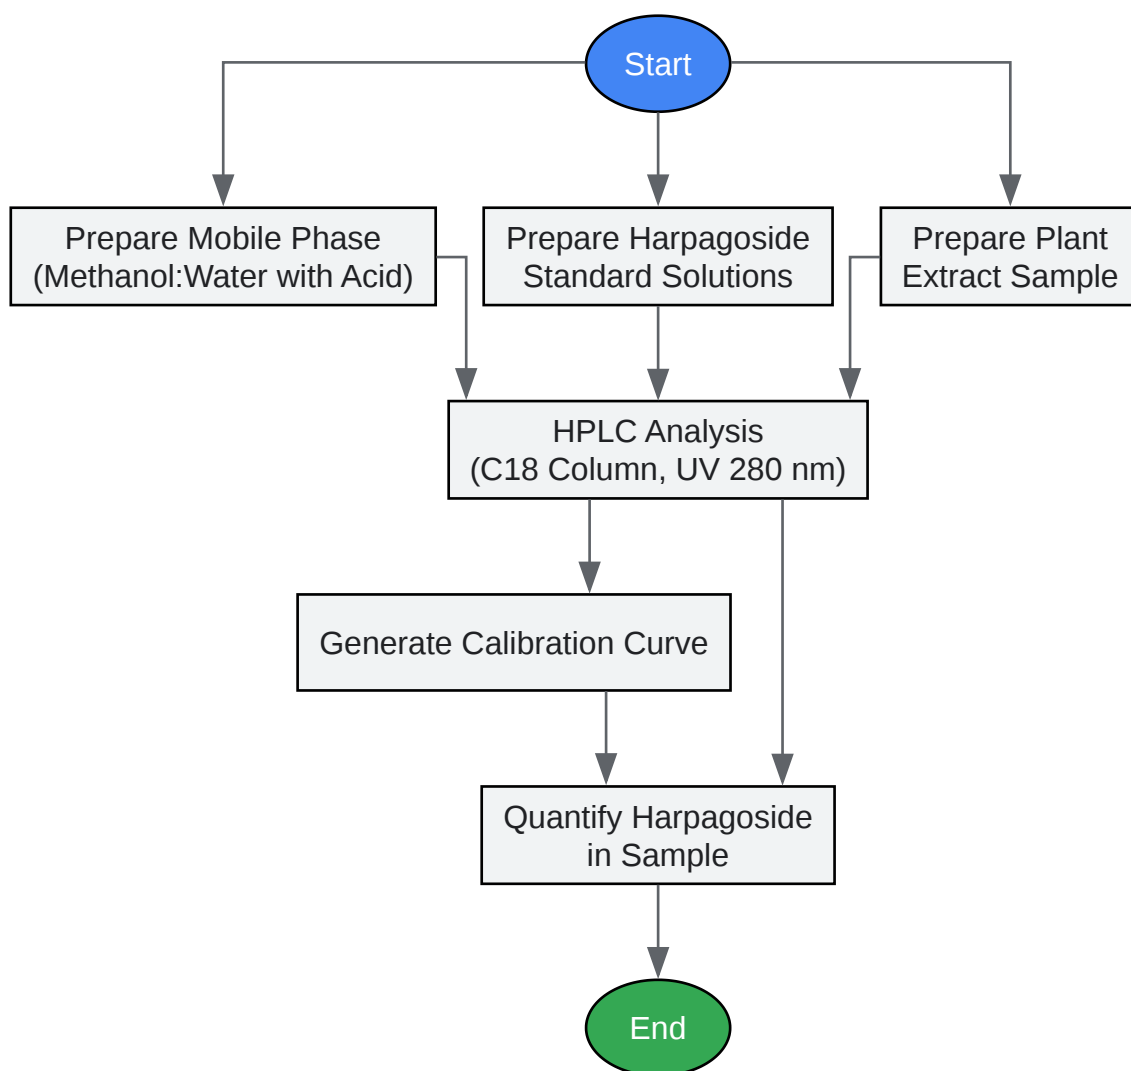 Start
Prepare Mobile Phase
(Methanol:Water with Acid)
Prepare Harpagoside
Standard Solutions
Prepare Plant
Extract Sample
HPLC Analysis
(C18 Column, UV 280 nm)
Generate Calibration Curve
Quantify Harpagoside
in Sample
End